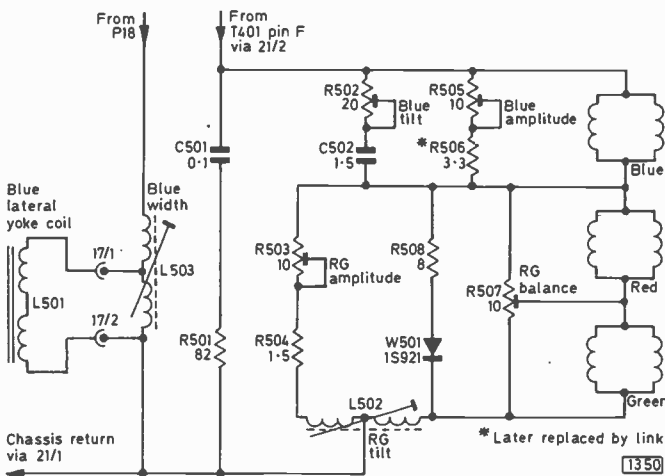 From
P18
From
T401 pin F
via 21/2
R502
20
Blue
tilt
R505
10
Blue
amplitude
C501
0·1
C502
1·5
* R506
3·3
Blue
Blue
lateral
yoke coil
Blue
width
17/1
L503
L501
17/2
R503
10
RG
amplitude
R508
8
RG
balance
R507
10
Red
R501
82
R504
1·5
W501
1S921
L502
RG
tilt
Green
Chassis return
via 21/1
* Later replaced by link
1350